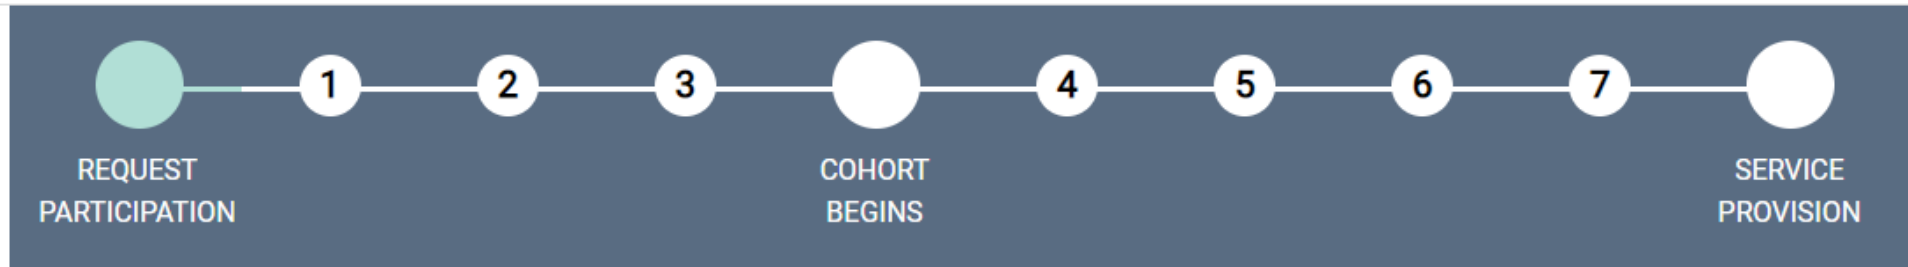 1
2
3
4
5
6
7
REQUEST
PARTICIPATION
COHORT
BEGINS
SERVICE
PROVISION